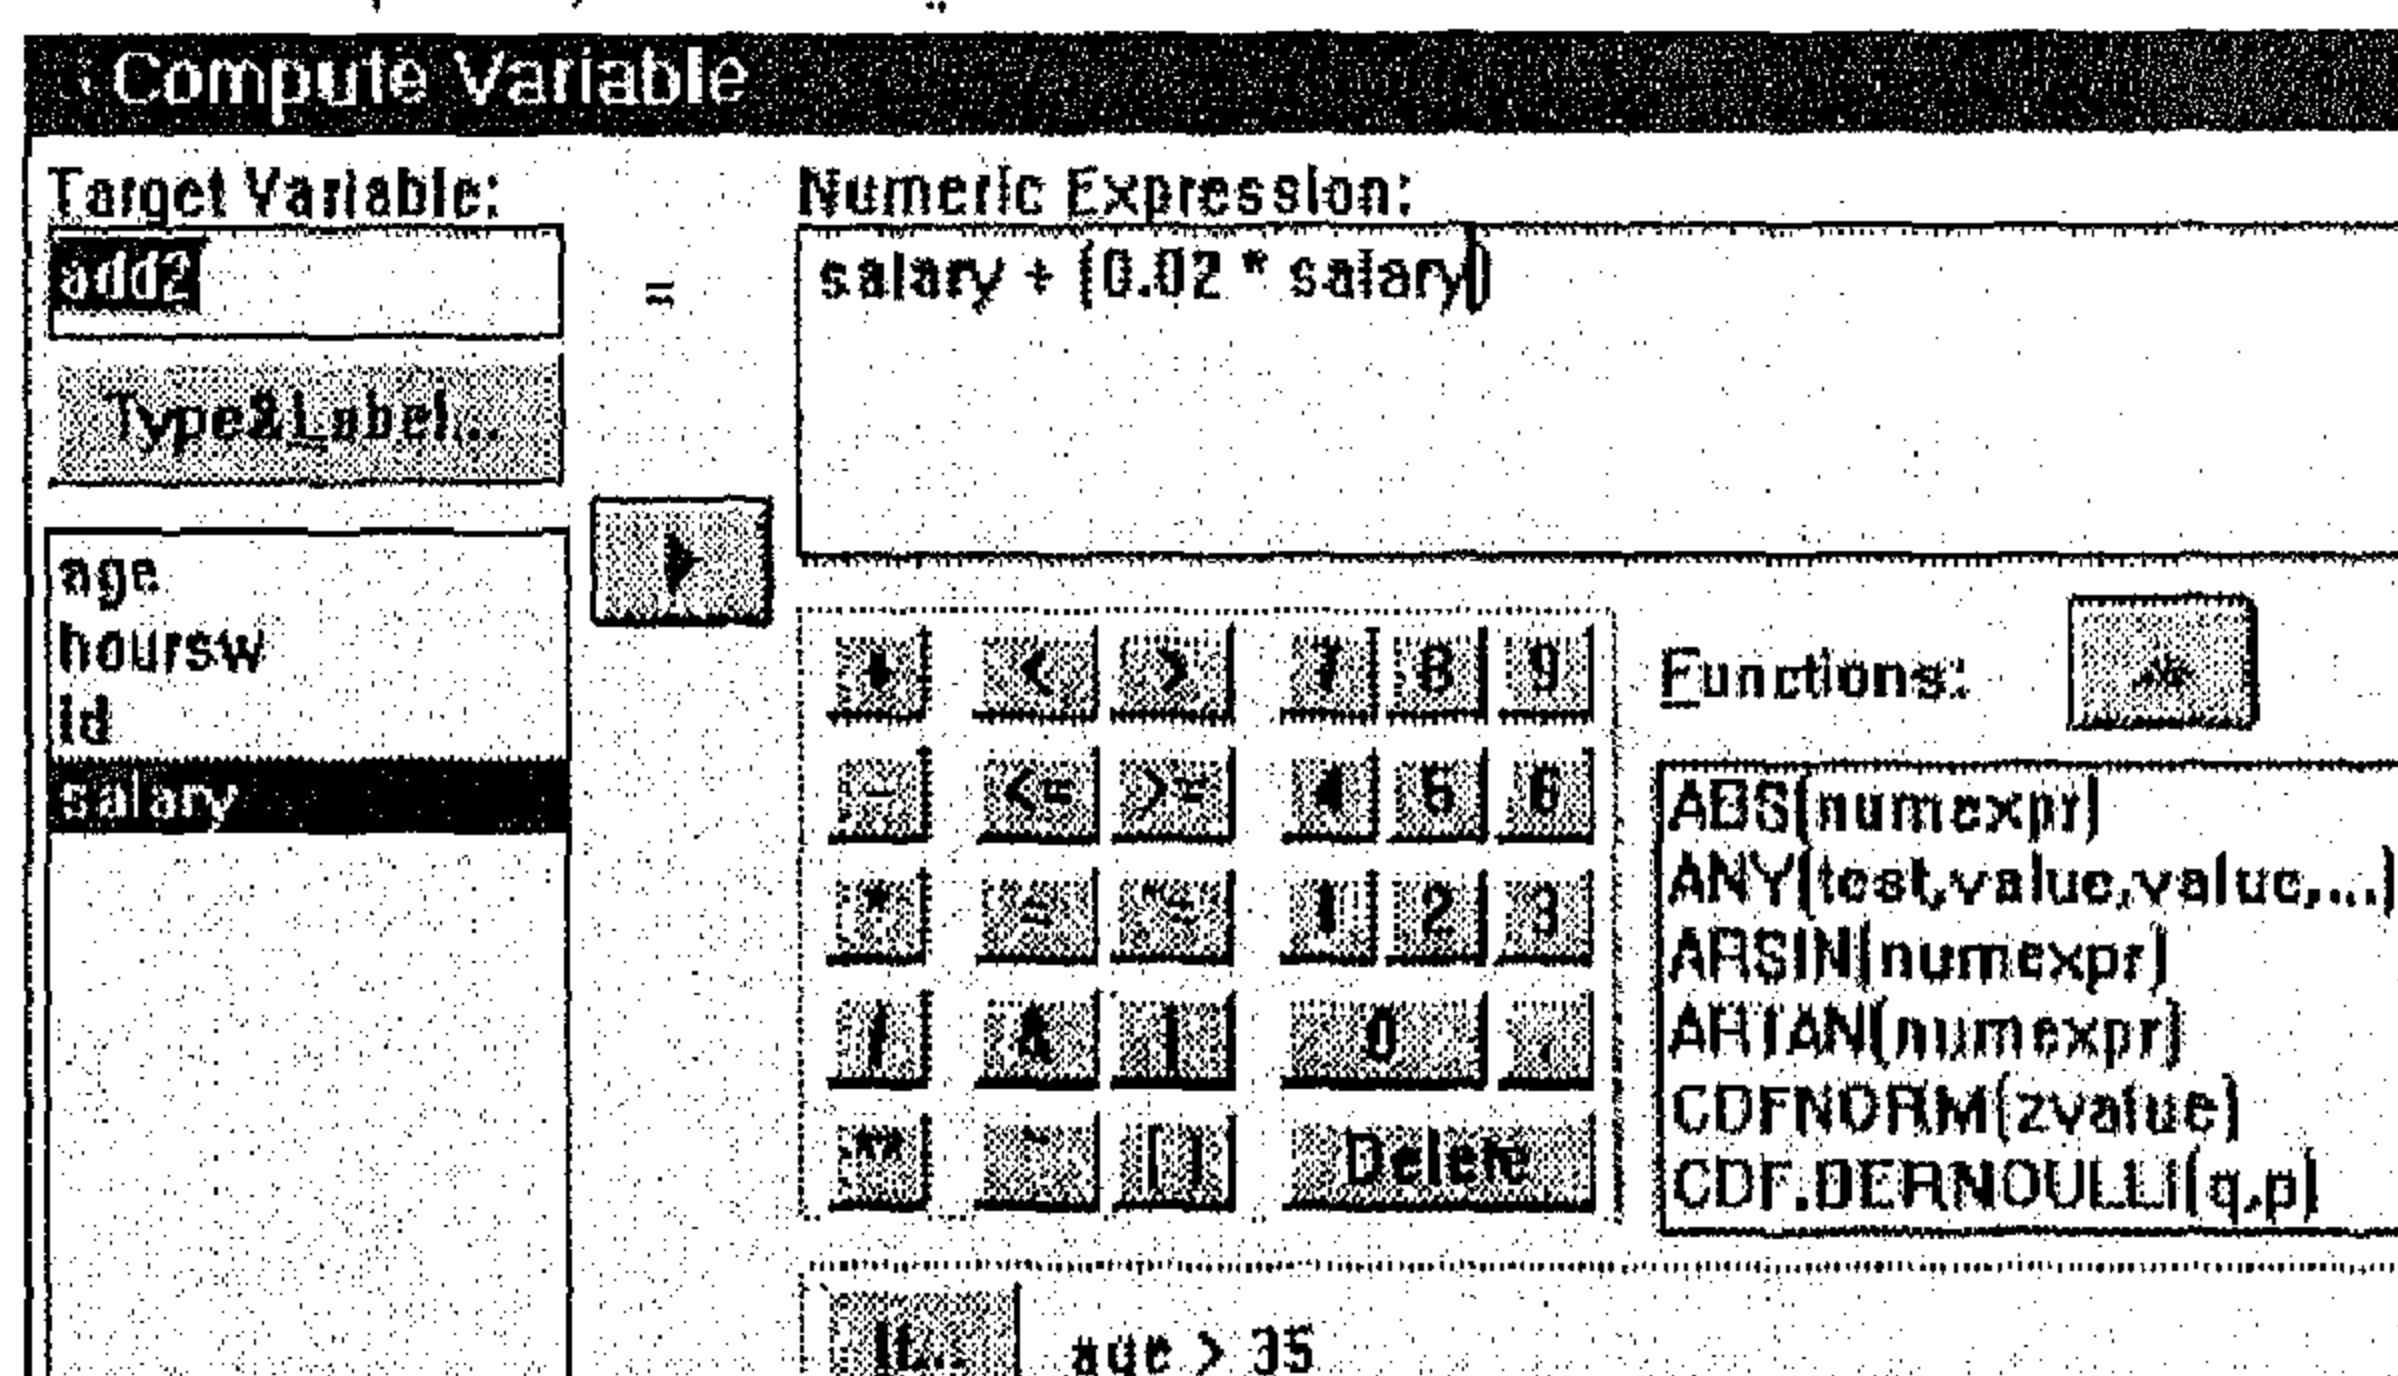 Compute Variable
Target Variable:
Numeric Expression:
add2
=
salary + (0.02 * salary)
Type&Label...
age
hoursw
id
salary
+ < > 7 8 9
- <= >= 4 5 6
* = ~= 1 2 3
/ & | 0 .
** ~ () Delete
Functions:
ABS(numexpr)
ANY(test,value,value,...)
ARSIN(numexpr)
ARTAN(numexpr)
CDFNORM(zvalue)
CDF.BERNOULLI(q,p)
If... age > 35